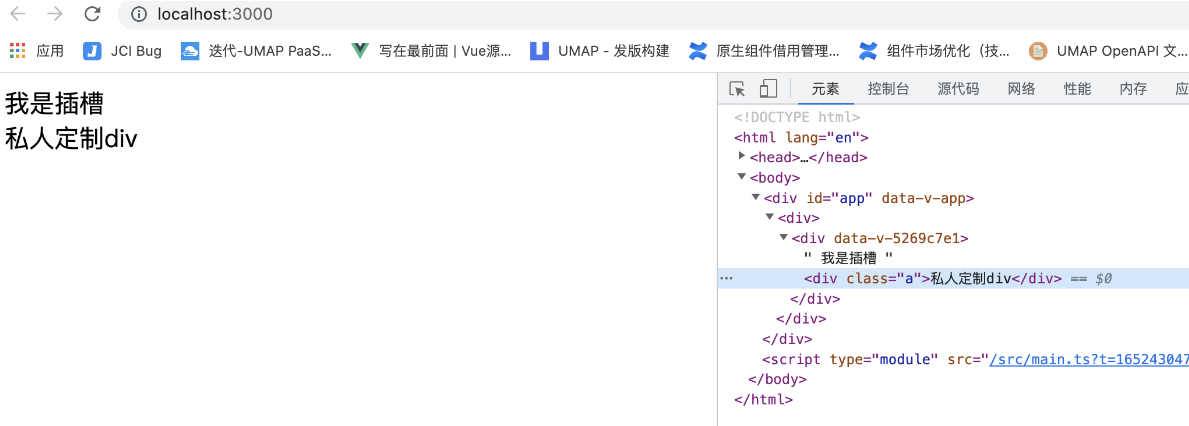 localhost:3000
应用 JCI Bug 迭代-UMAP PaaS... 写在最前面 | Vue源... UMAP - 发版构建 原生组件借用管理... 组件市场优化（技... UMAP OpenAPI 文...
我是插槽
私人定制div
元素 控制台 源代码 网络 性能 内存 应
<!DOCTYPE html>
<html lang="en">
<head>…</head>
<body>
<div id="app" data-v-app>
<div>
<div data-v-5269c7e1>
" 我是插槽 "
... <div class="a">私人定制div</div> == $0
</div>
</div>
</div>
<script type="module" src="/src/main.ts?t=165243047
</body>
</html>